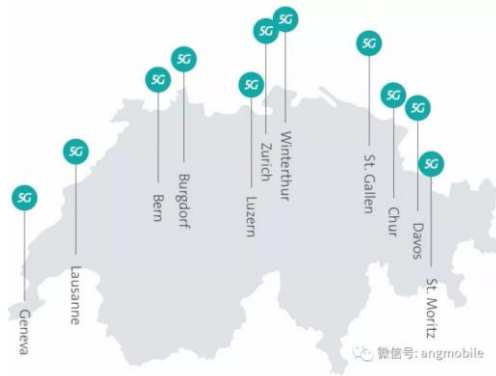 5G
Geneva
5G
Lausanne
5G
Bern
5G
Burgdorf
5G
Luzern
5G
Zurich
5G
Winterthur
5G
St. Gallen
5G
Chur
5G
Davos
5G
St. Moritz
微信号: angmobile